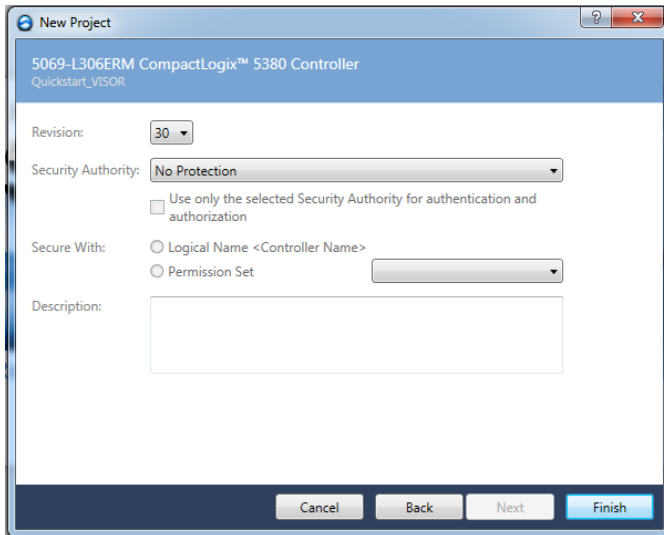 New Project
?
5069-L306ERM CompactLogix™ 5380 Controller
Quickstart_VISOR
Revision:
30
Security Authority:
No Protection
Use only the selected Security Authority for authentication and
authorization
Secure With:
Logical Name <Controller Name>
Permission Set
Description:
Cancel
Back
Next
Finish